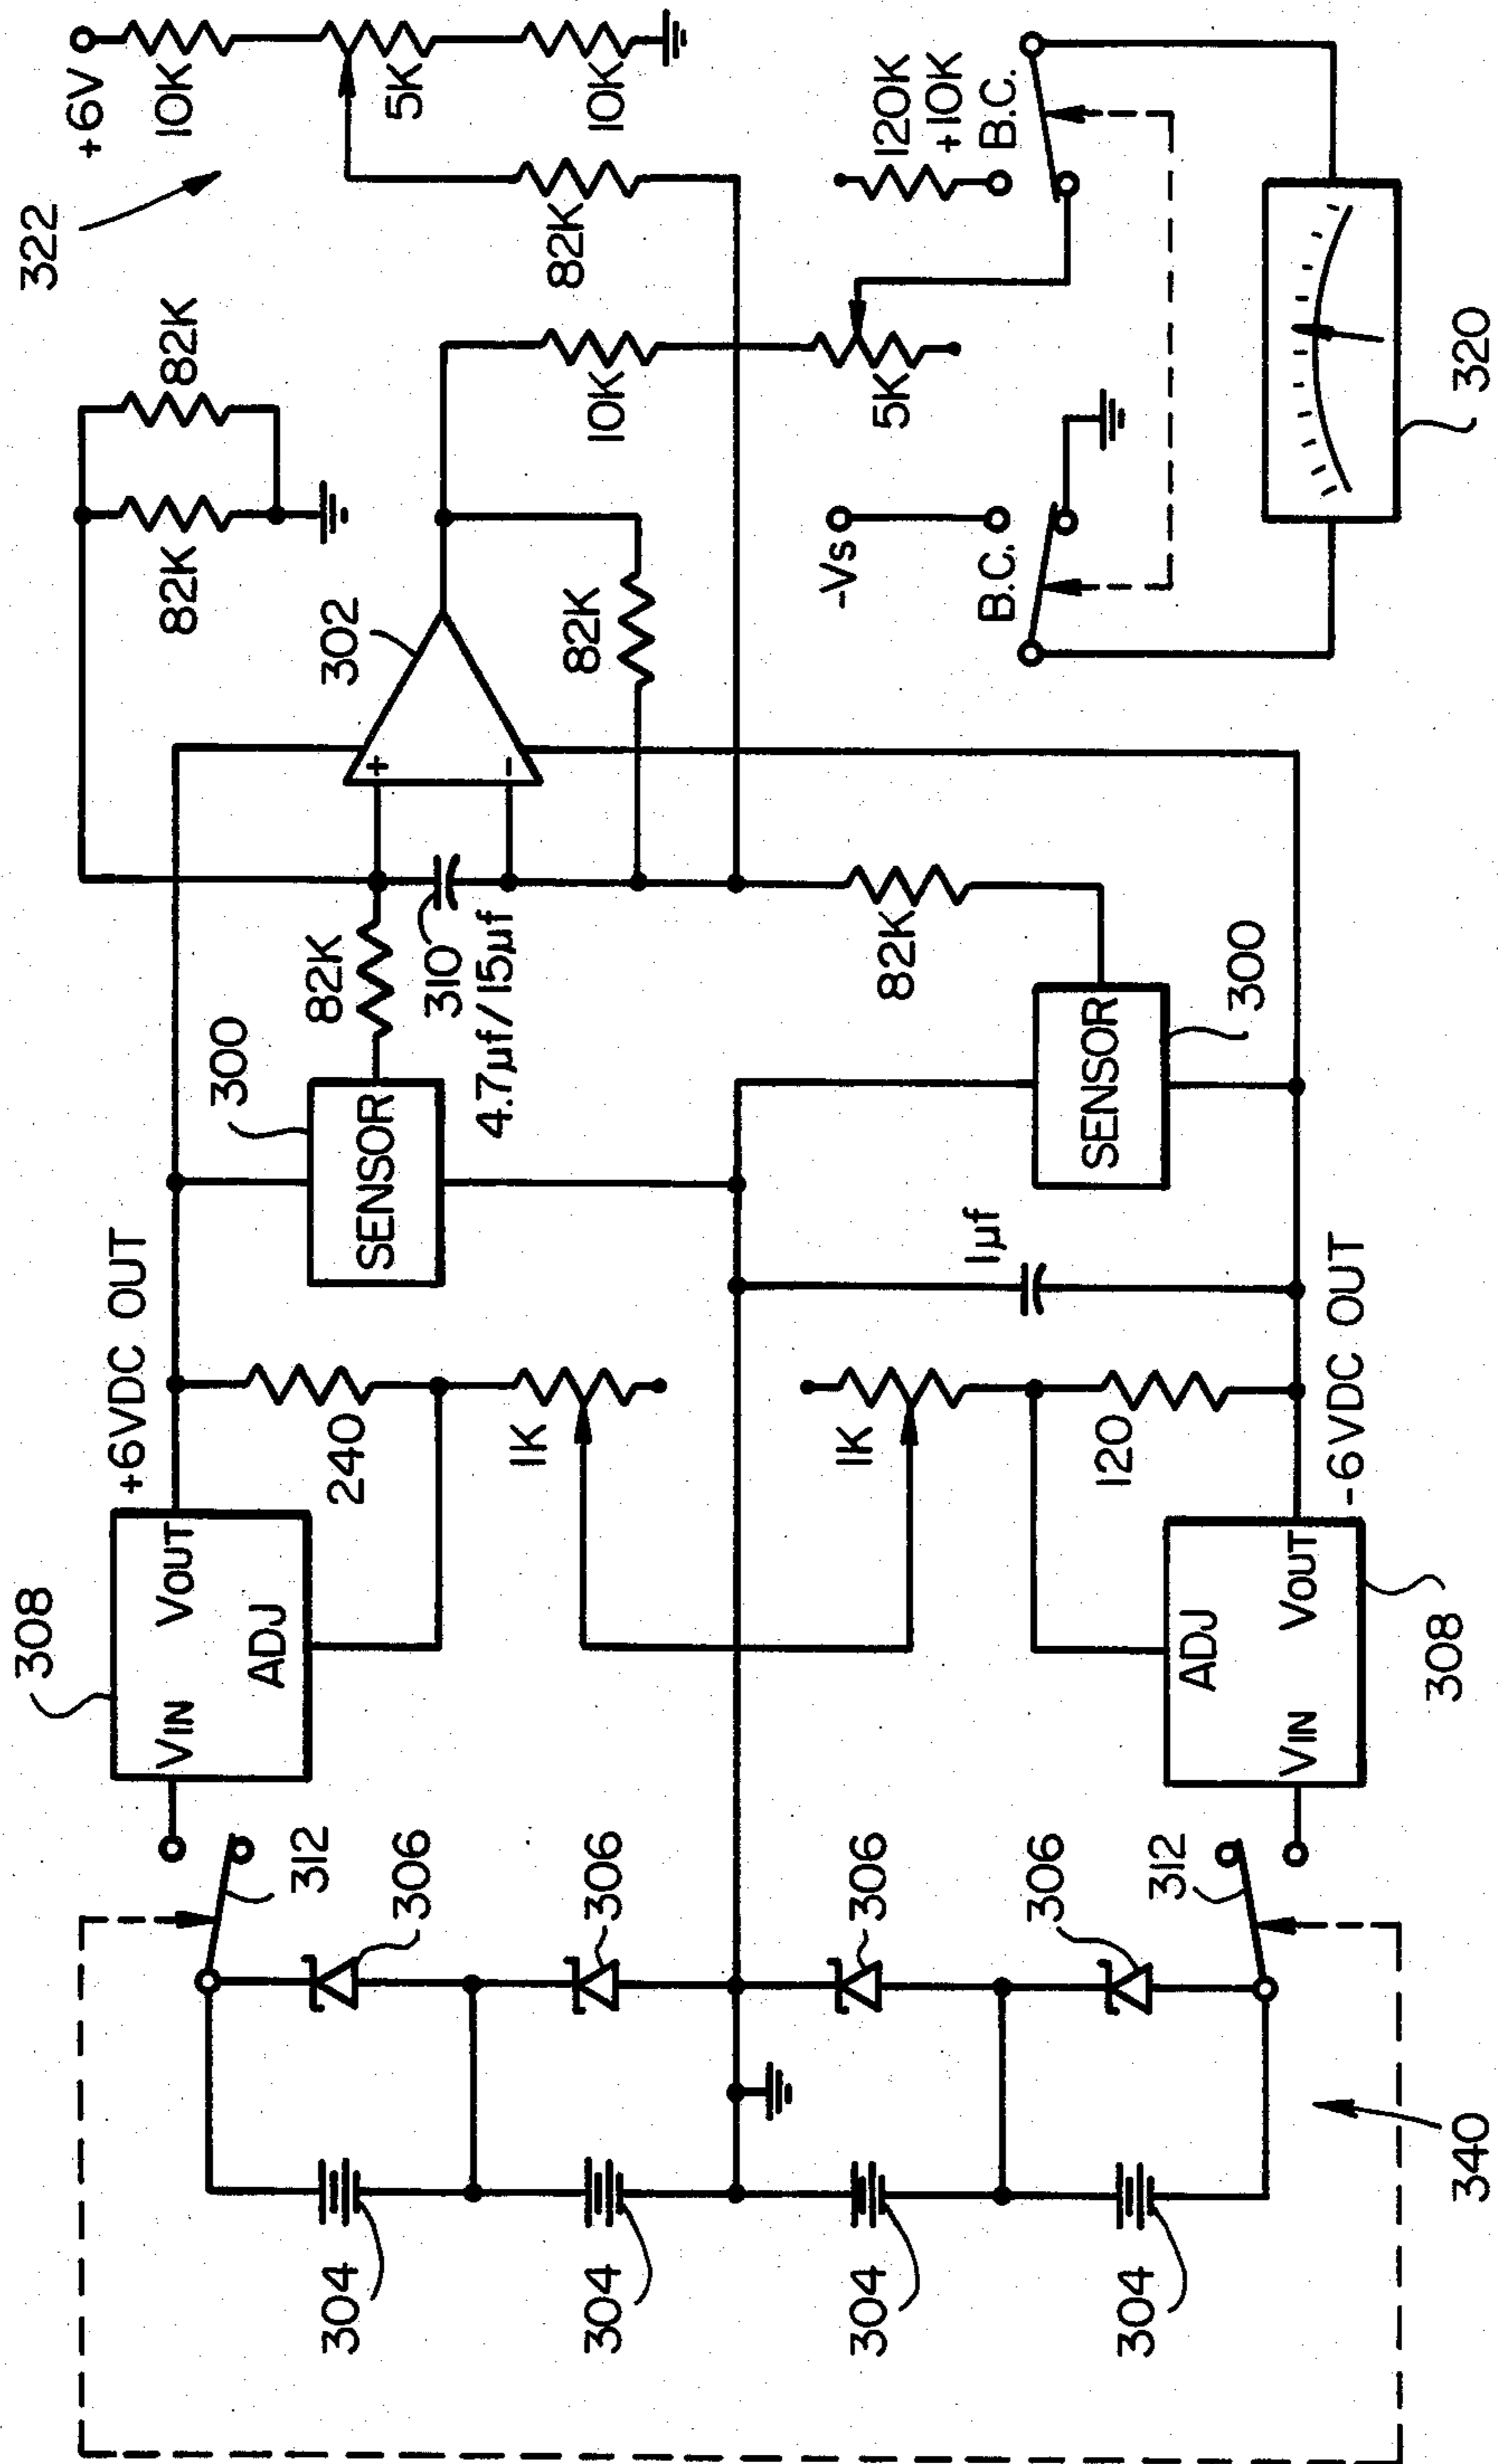 322
+6V
10K
5K
10K
82K
120K
+10K
B.C.
82K
82K
10K
5K
302
82K
-Vs
B.C.
320
+
-
300
82K
310
4.7µf/15µf
SENSOR
82K
SENSOR
300
+6VDC OUT
240
1K
1K
120
1µf
-6VDC OUT
308
VIN
VOUT
ADJ
ADJ
VIN
VOUT
308
312
306
306
306
306
312
304
304
304
304
340